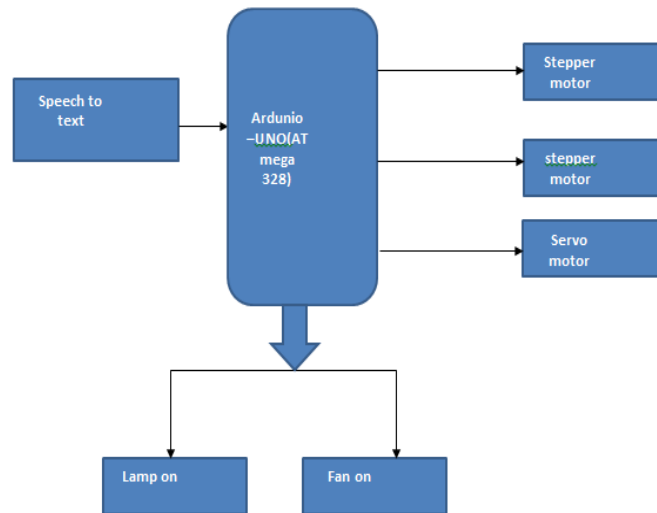 Speech to
text
Ardunio
–UNO(AT
mega
328)
Stepper
motor
stepper
motor
Servo
motor
Lamp on
Fan on